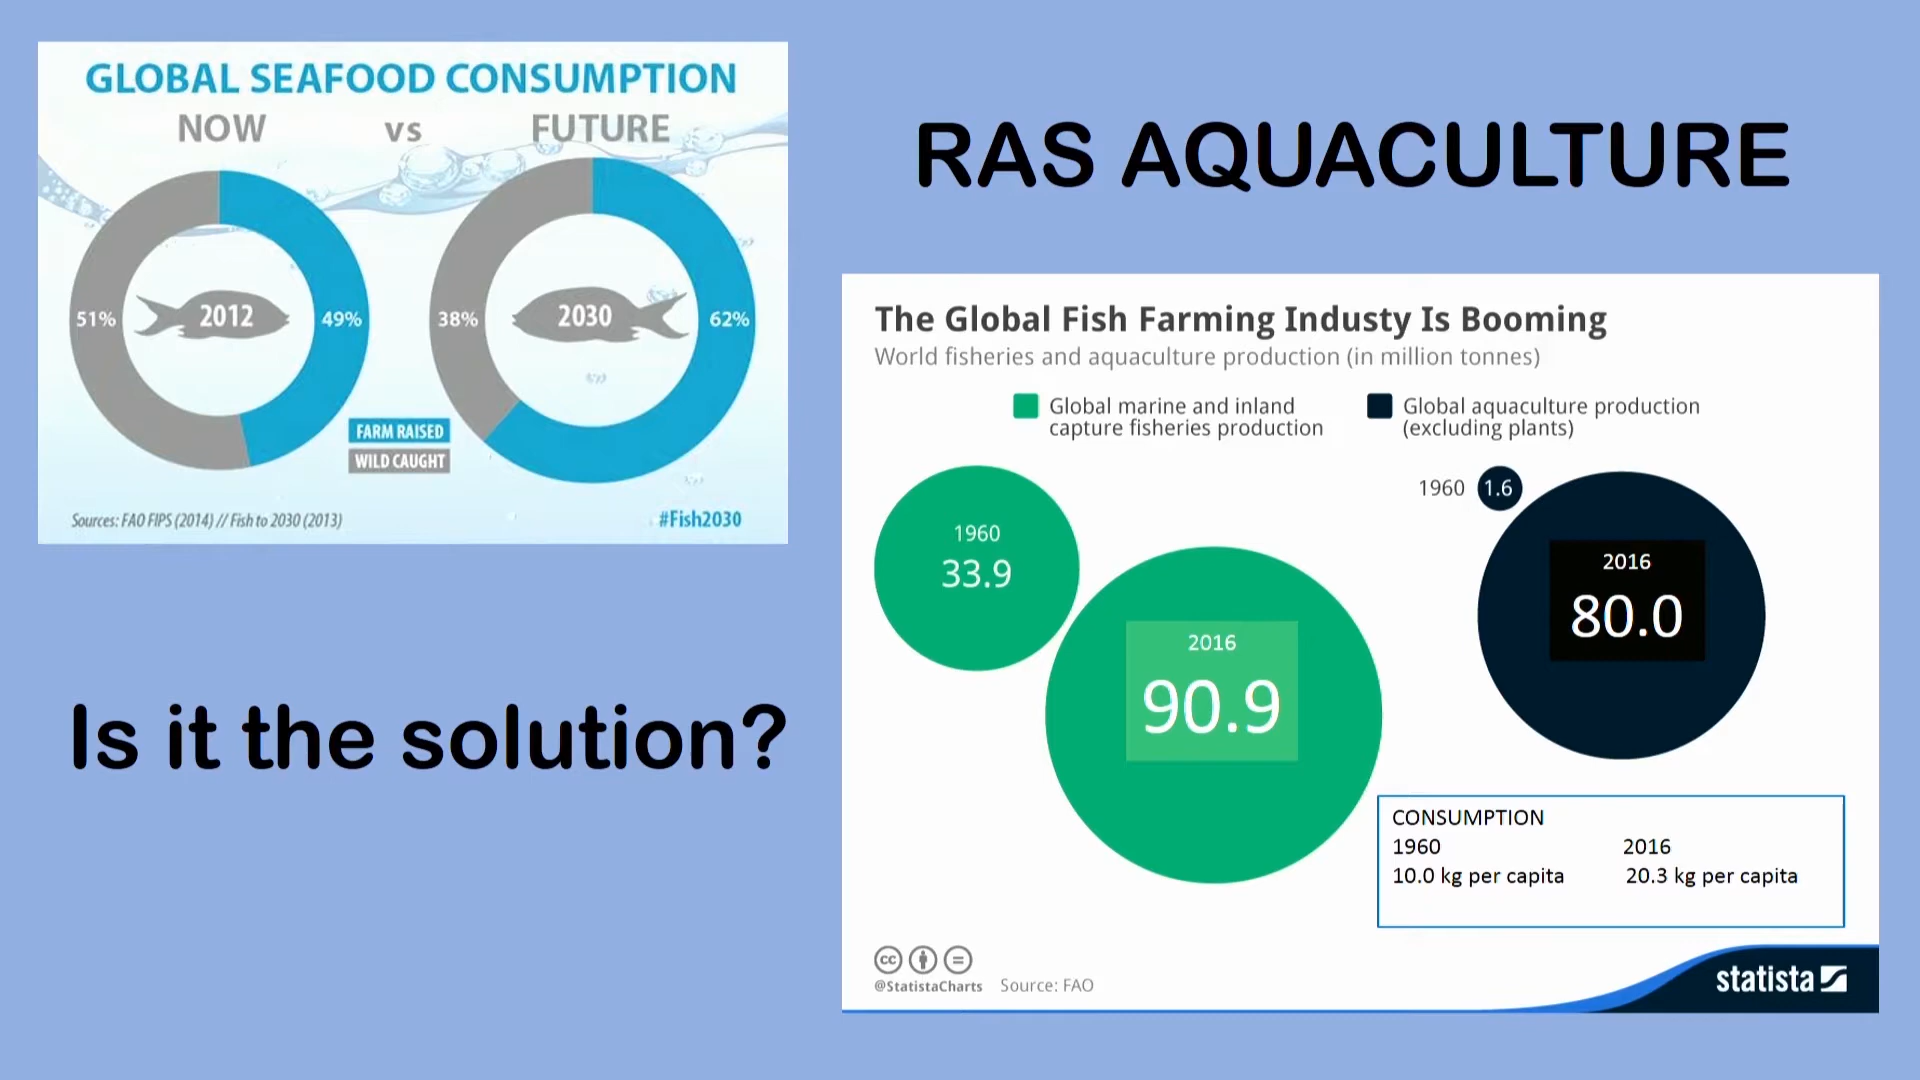 GLOBAL SEAFOOD CONSUMPTION
NOW vs FUTURE
51% 2012 49%
38% 2030 62%
FARM RAISED
WILD CAUGHT
Sources: FAO FIPS (2014) // Fish to 2030 (2013)
#Fish2030
RAS AQUACULTURE
Is it the solution?
The Global Fish Farming Industy Is Booming
World fisheries and aquaculture production (in million tonnes)
Global marine and inland
capture fisheries production
Global aquaculture production
(excluding plants)
1960
33.9
2016
90.9
1960 1.6
2016
80.0
CONSUMPTION
1960 2016
10.0 kg per capita 20.3 kg per capita
cc
@StatistaCharts Source: FAO
statista